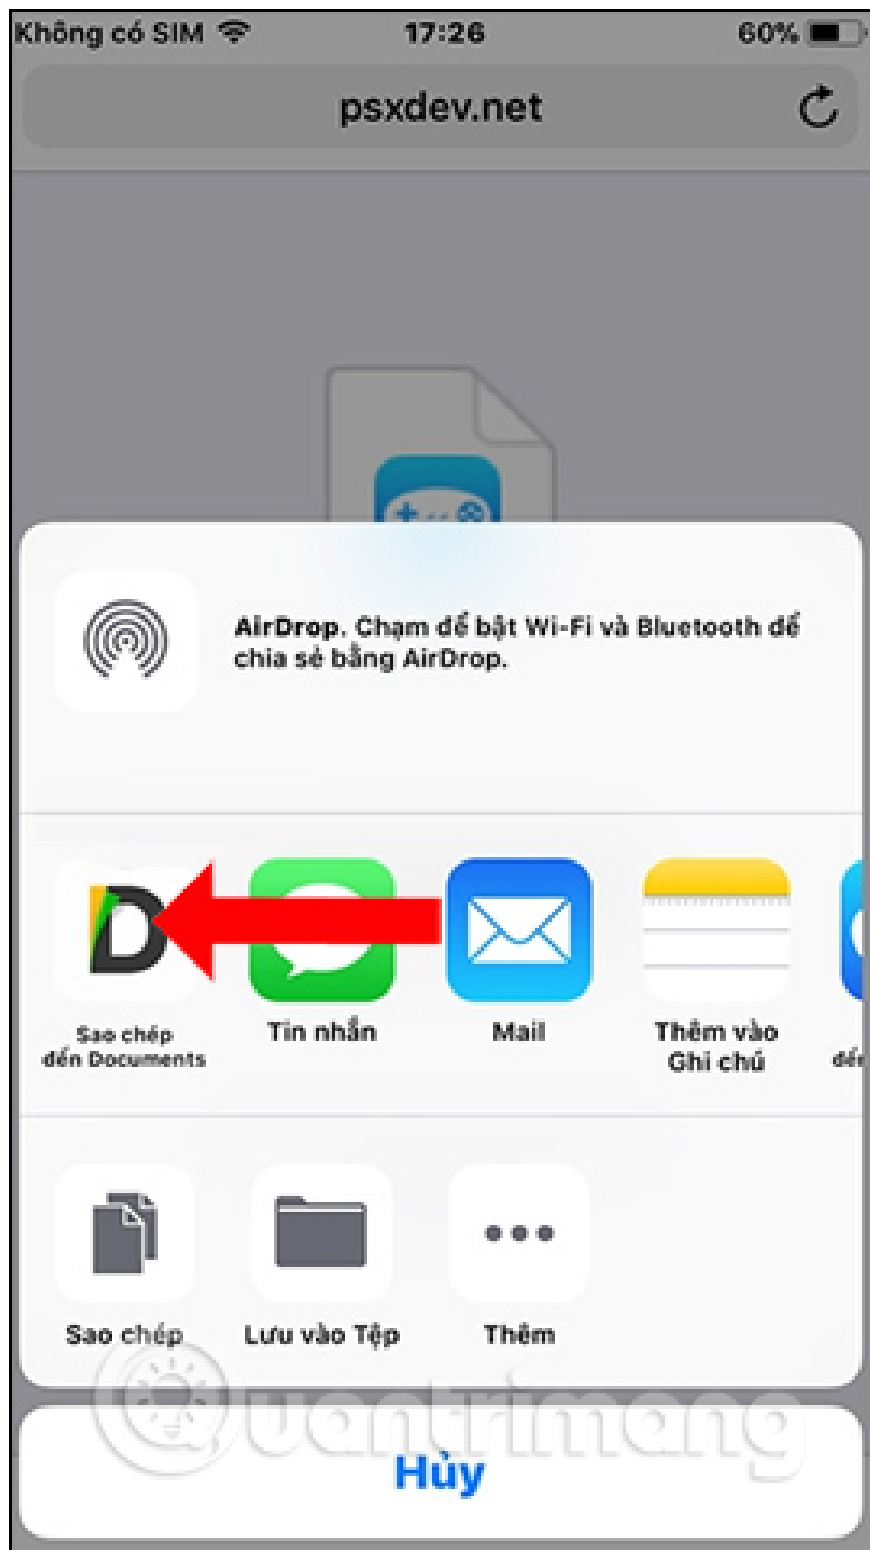 Không có SIM 17:26 60%
psxdev.net
AirDrop. Chạm để bật Wi-Fi và Bluetooth để
chia sẻ bằng AirDrop.
Sao chép
đến Documents
Tin nhắn
Mail
Thêm vào
Ghi chú
Sao chép
Lưu vào Tệp
Thêm
Quantrimang
Hủy